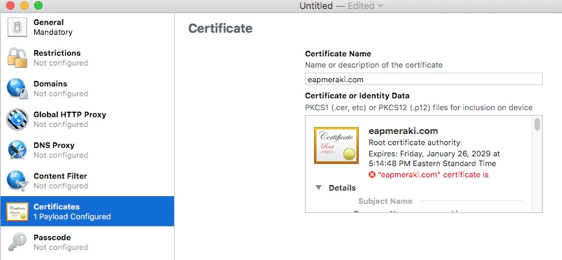 Untitled — Edited
General
Mandatory
Restrictions
Not configured
Domains
Not configured
Global HTTP Proxy
Not configured
DNS Proxy
Not configured
Content Filter
Not configured
Certificates
1 Payload Configured
Passcode
Not configured
Certificate
Certificate Name
Name or description of the certificate
eapmeraki.com
Certificate or Identity Data
PKCS1 (.cer, etc) or PKCS12 (.p12) files for inclusion on device
Certificate
Root
eapmeraki.com
Root certificate authority
Expires: Friday, January 26, 2029 at
5:14:48 PM Eastern Standard Time
"eapmeraki.com" certificate is
Details
Subject Name